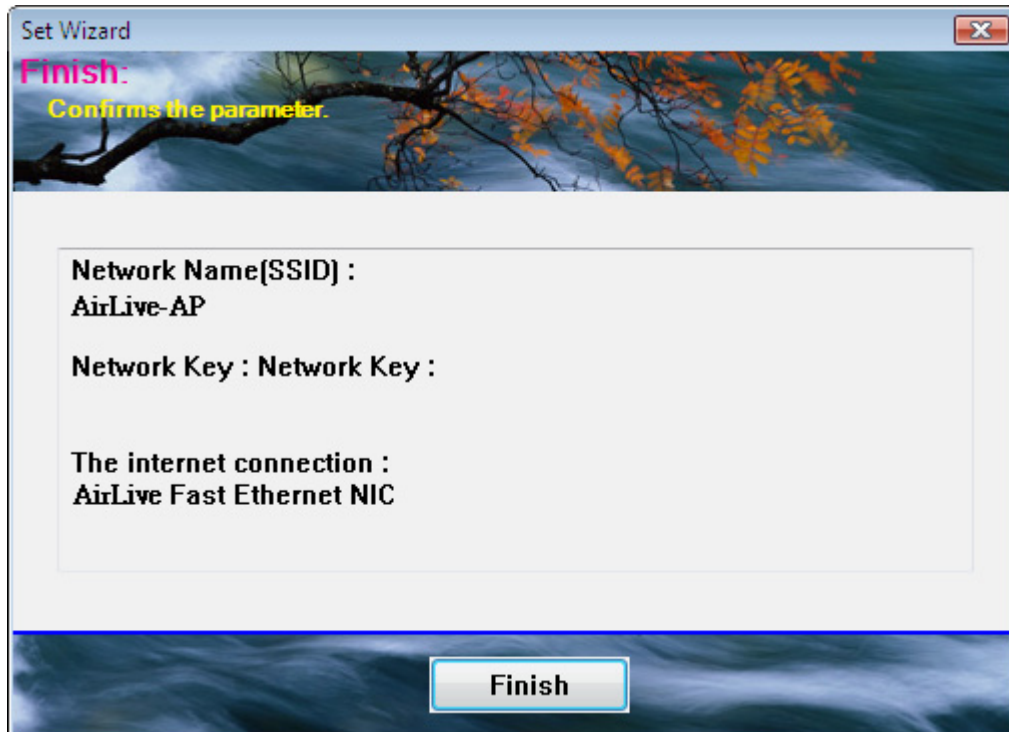 Set Wizard
Finish:
Confirms the parameter.
Network Name(SSID) :
AirLive-AP
Network Key : Network Key :
The internet connection :
AirLive Fast Ethernet NIC
Finish